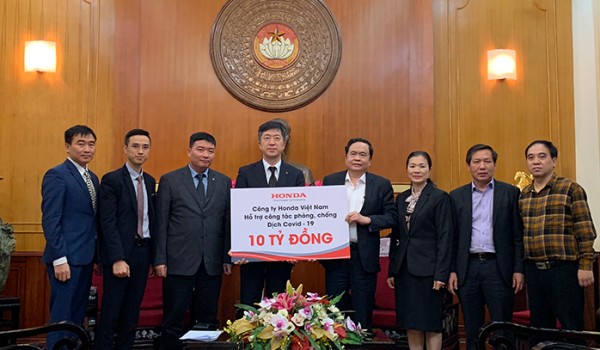 HONDA
Công ty Honda Việt Nam
Hỗ trợ công tác phòng, chống
Dịch Covid - 19
10 TỶ ĐỒNG